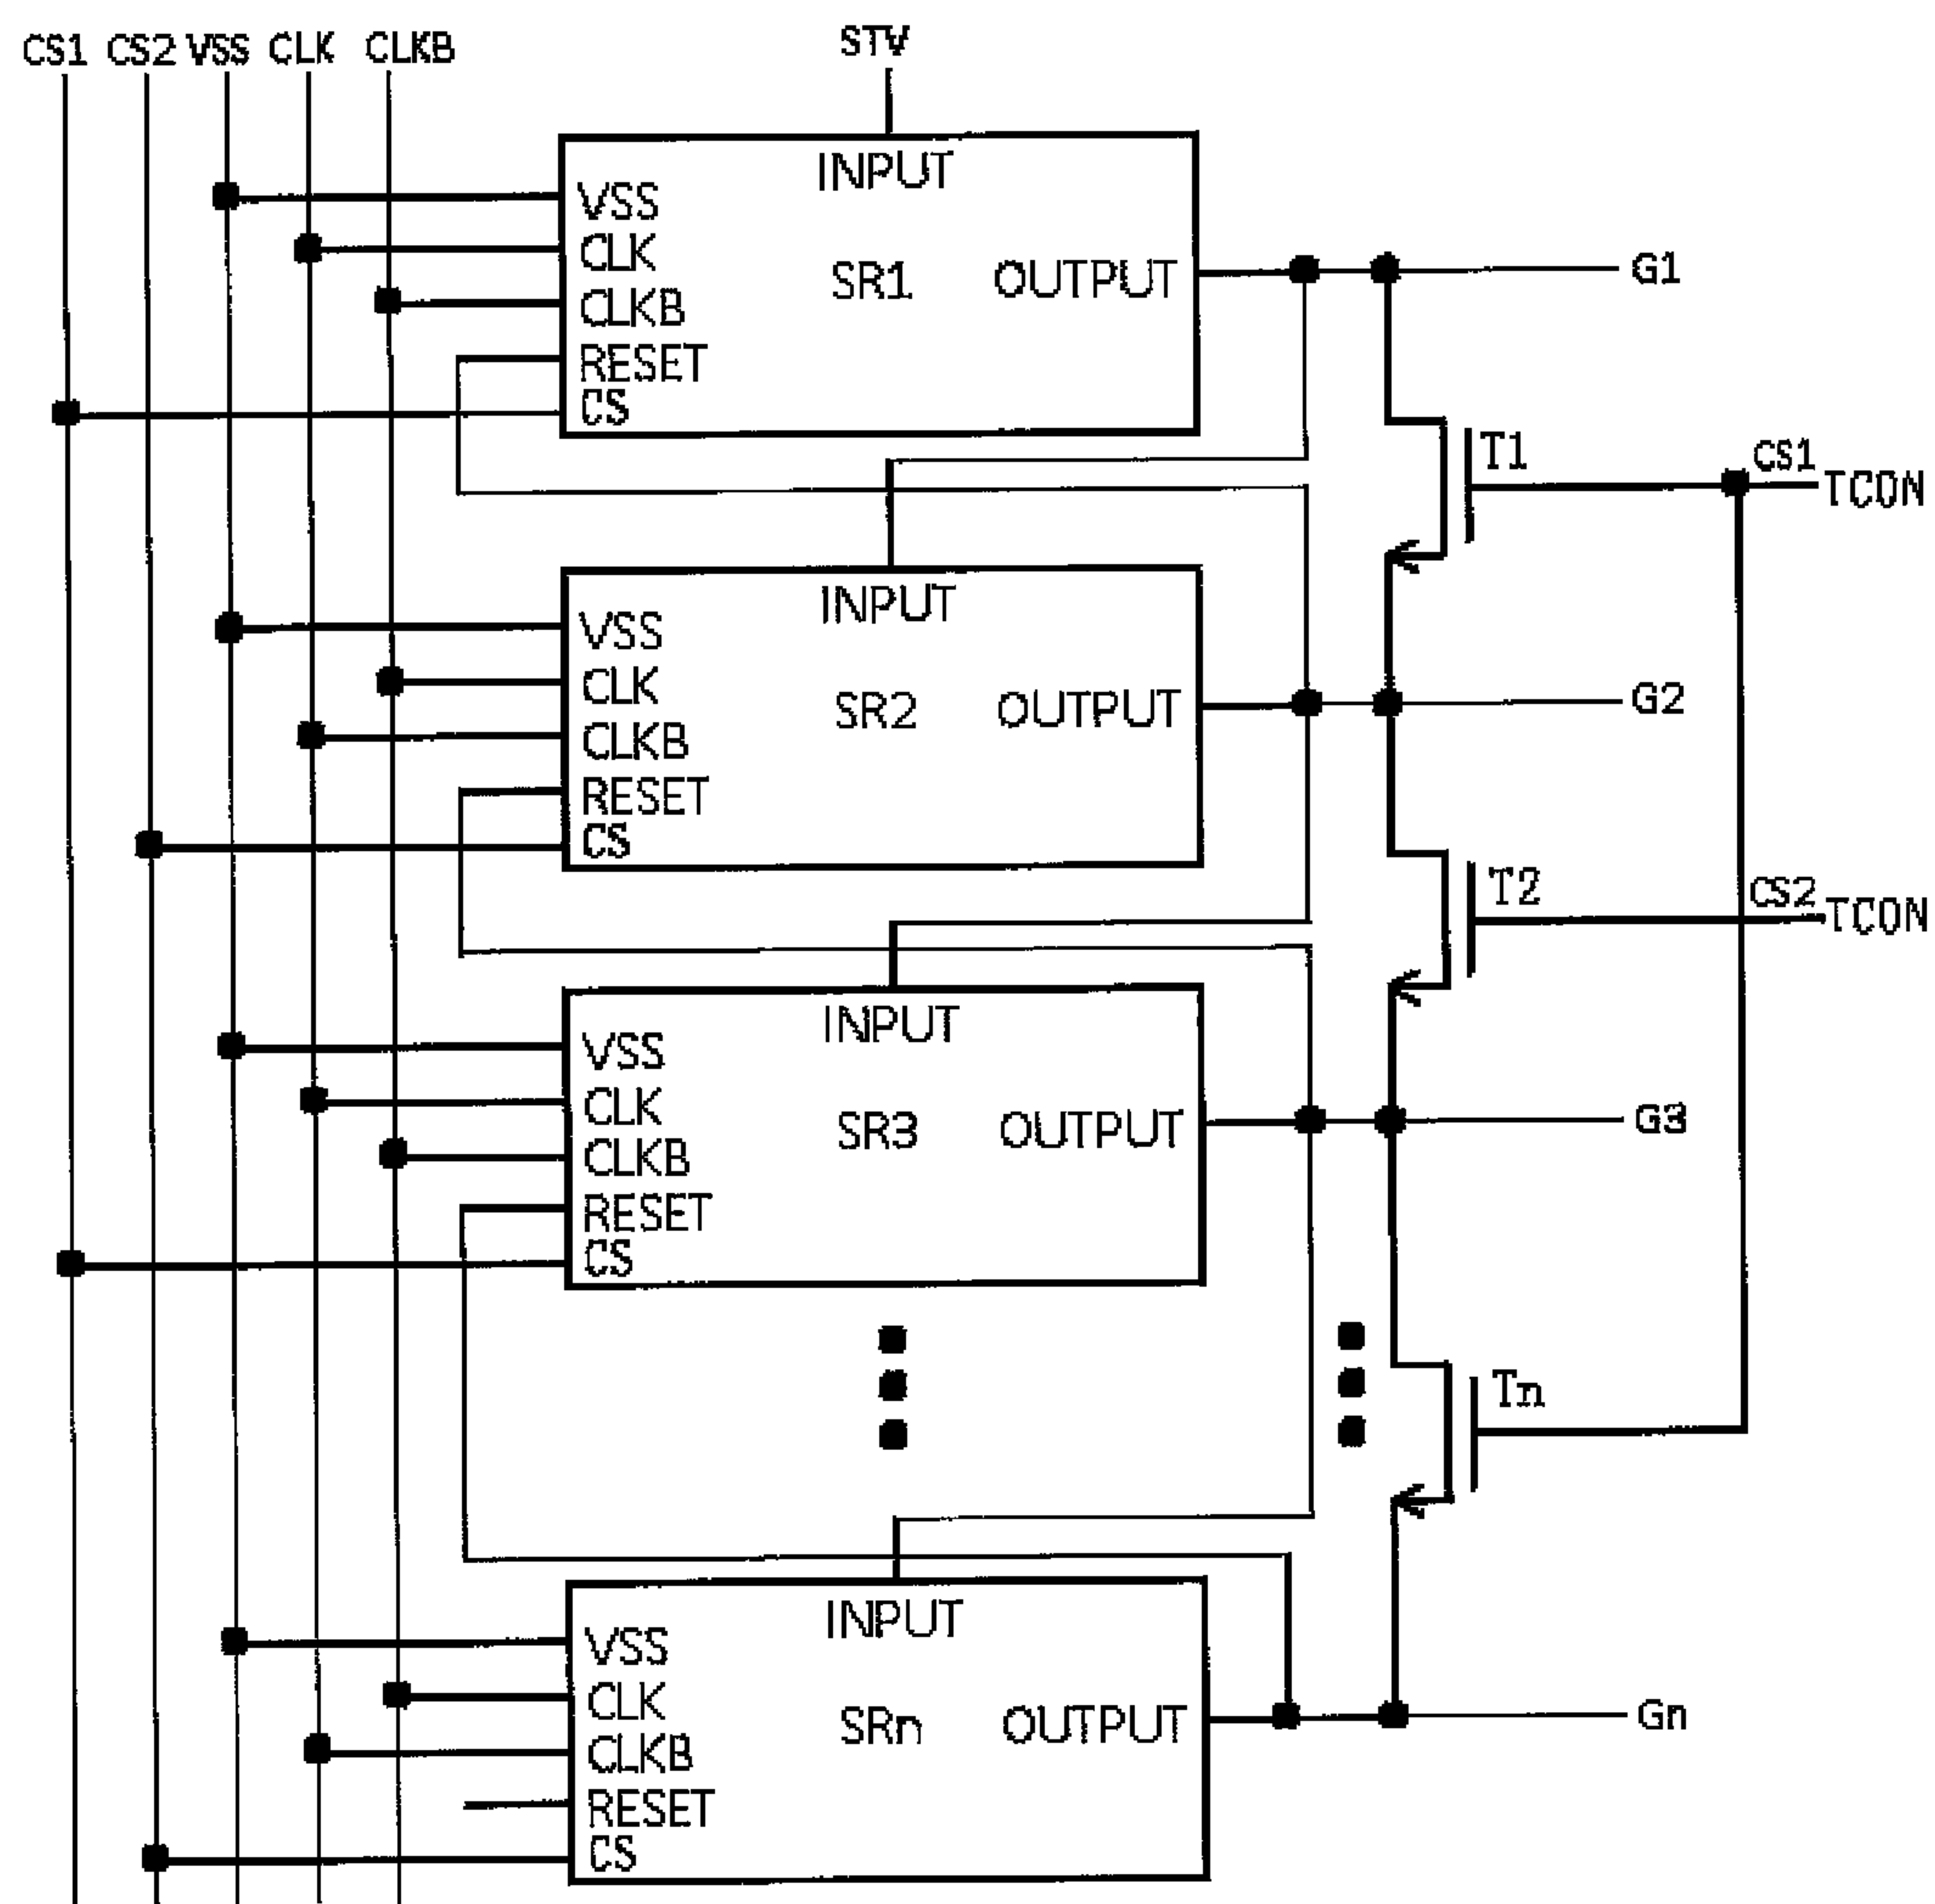 CS1 CS2 VSS CLK CLKB STV
INPUT
VSS
CLK
SR1 OUTPUT
CLKB
RESET
CS
G1
T1
CS1
TCON
INPUT
VSS
CLK
SR2 OUTPUT
CLKB
RESET
CS
G2
T2
CS2
TCON
INPUT
VSS
CLK
SR3 OUTPUT
CLKB
RESET
CS
G3
Tn
INPUT
VSS
CLK
SRn OUTPUT
CLKB
RESET
CS
Gn